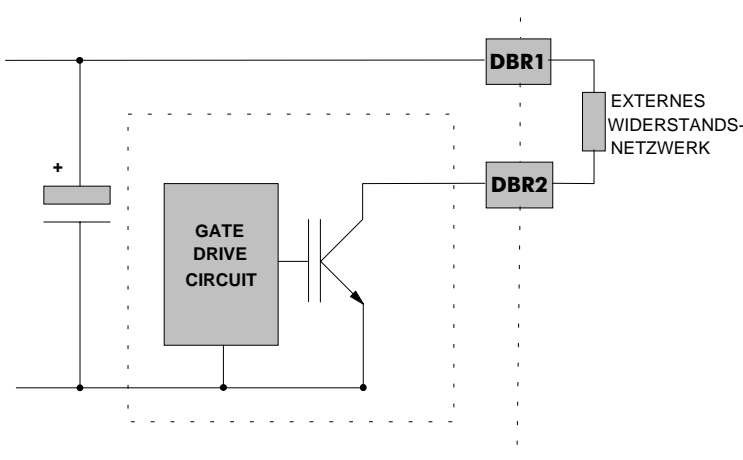 DBR1
EXTERNES
WIDERSTANDS-
NETZWERK
+
DBR2
GATE
DRIVE
CIRCUIT